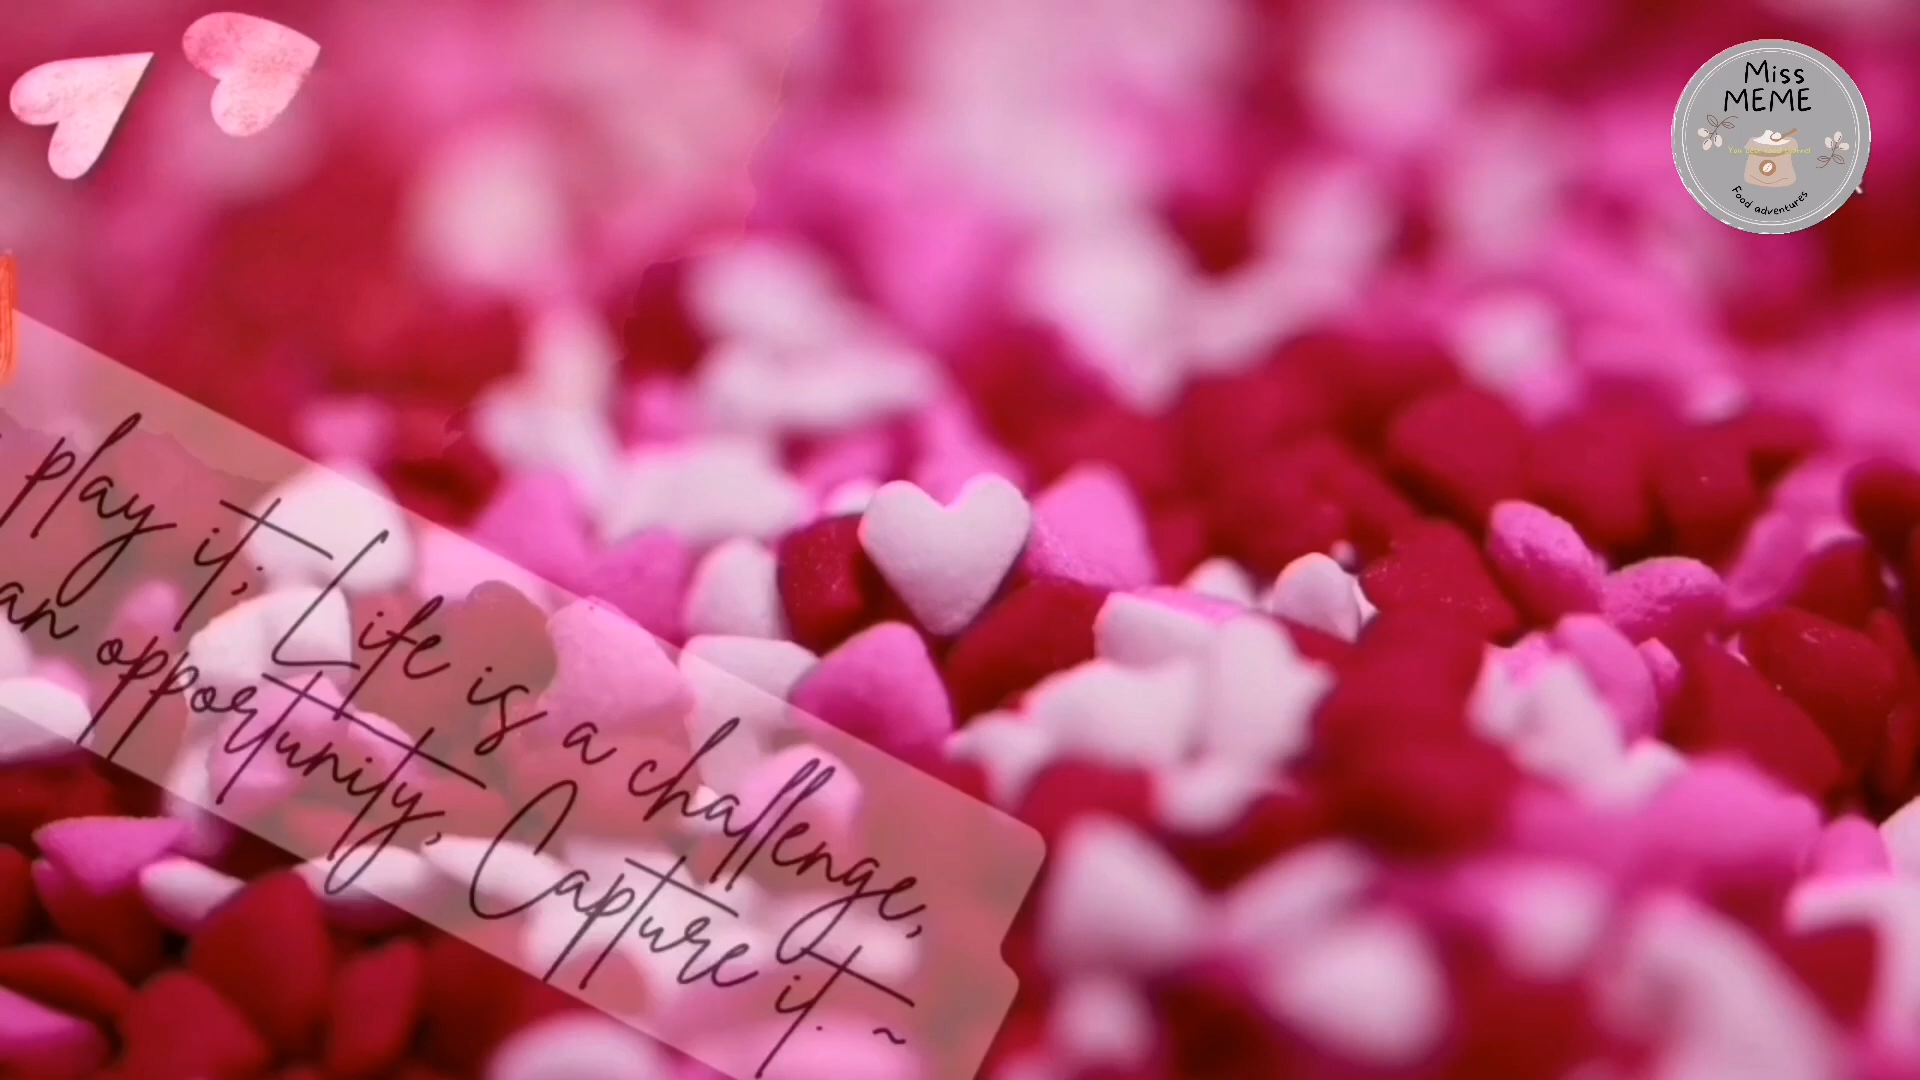 Miss
MEME
Food adventures
play it; Life is a challenge,
an opportunity, Capture it. ~